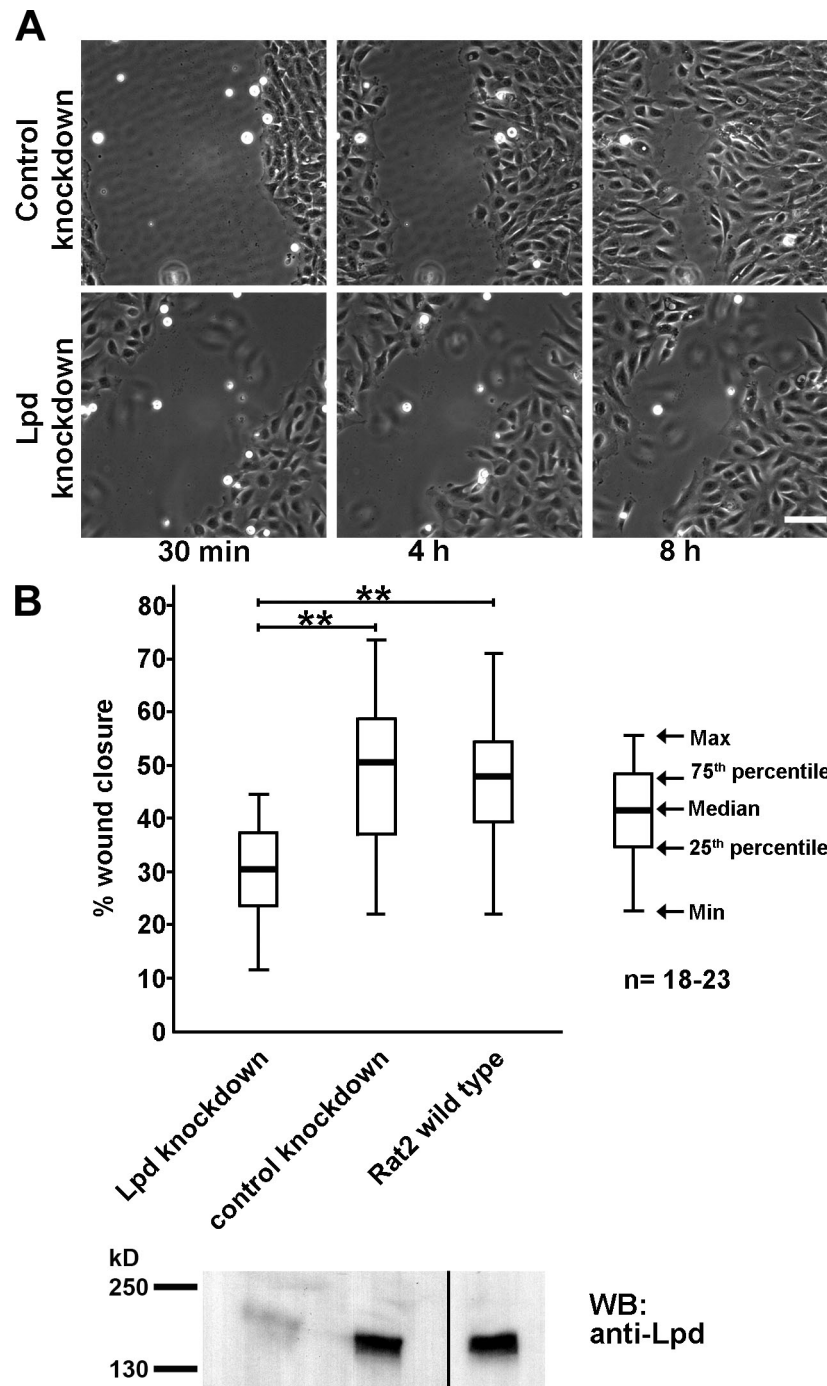 A
Control
knockdown
Lpd
knockdown
30 min
4 h
8 h
B
% wound closure
80
70
60
50
40
30
20
10
0
**
**
Max
75th percentile
Median
25th percentile
Min
n= 18-23
Lpd knockdown
control knockdown
Rat2 wild type
kD
250
130
WB:
anti-Lpd